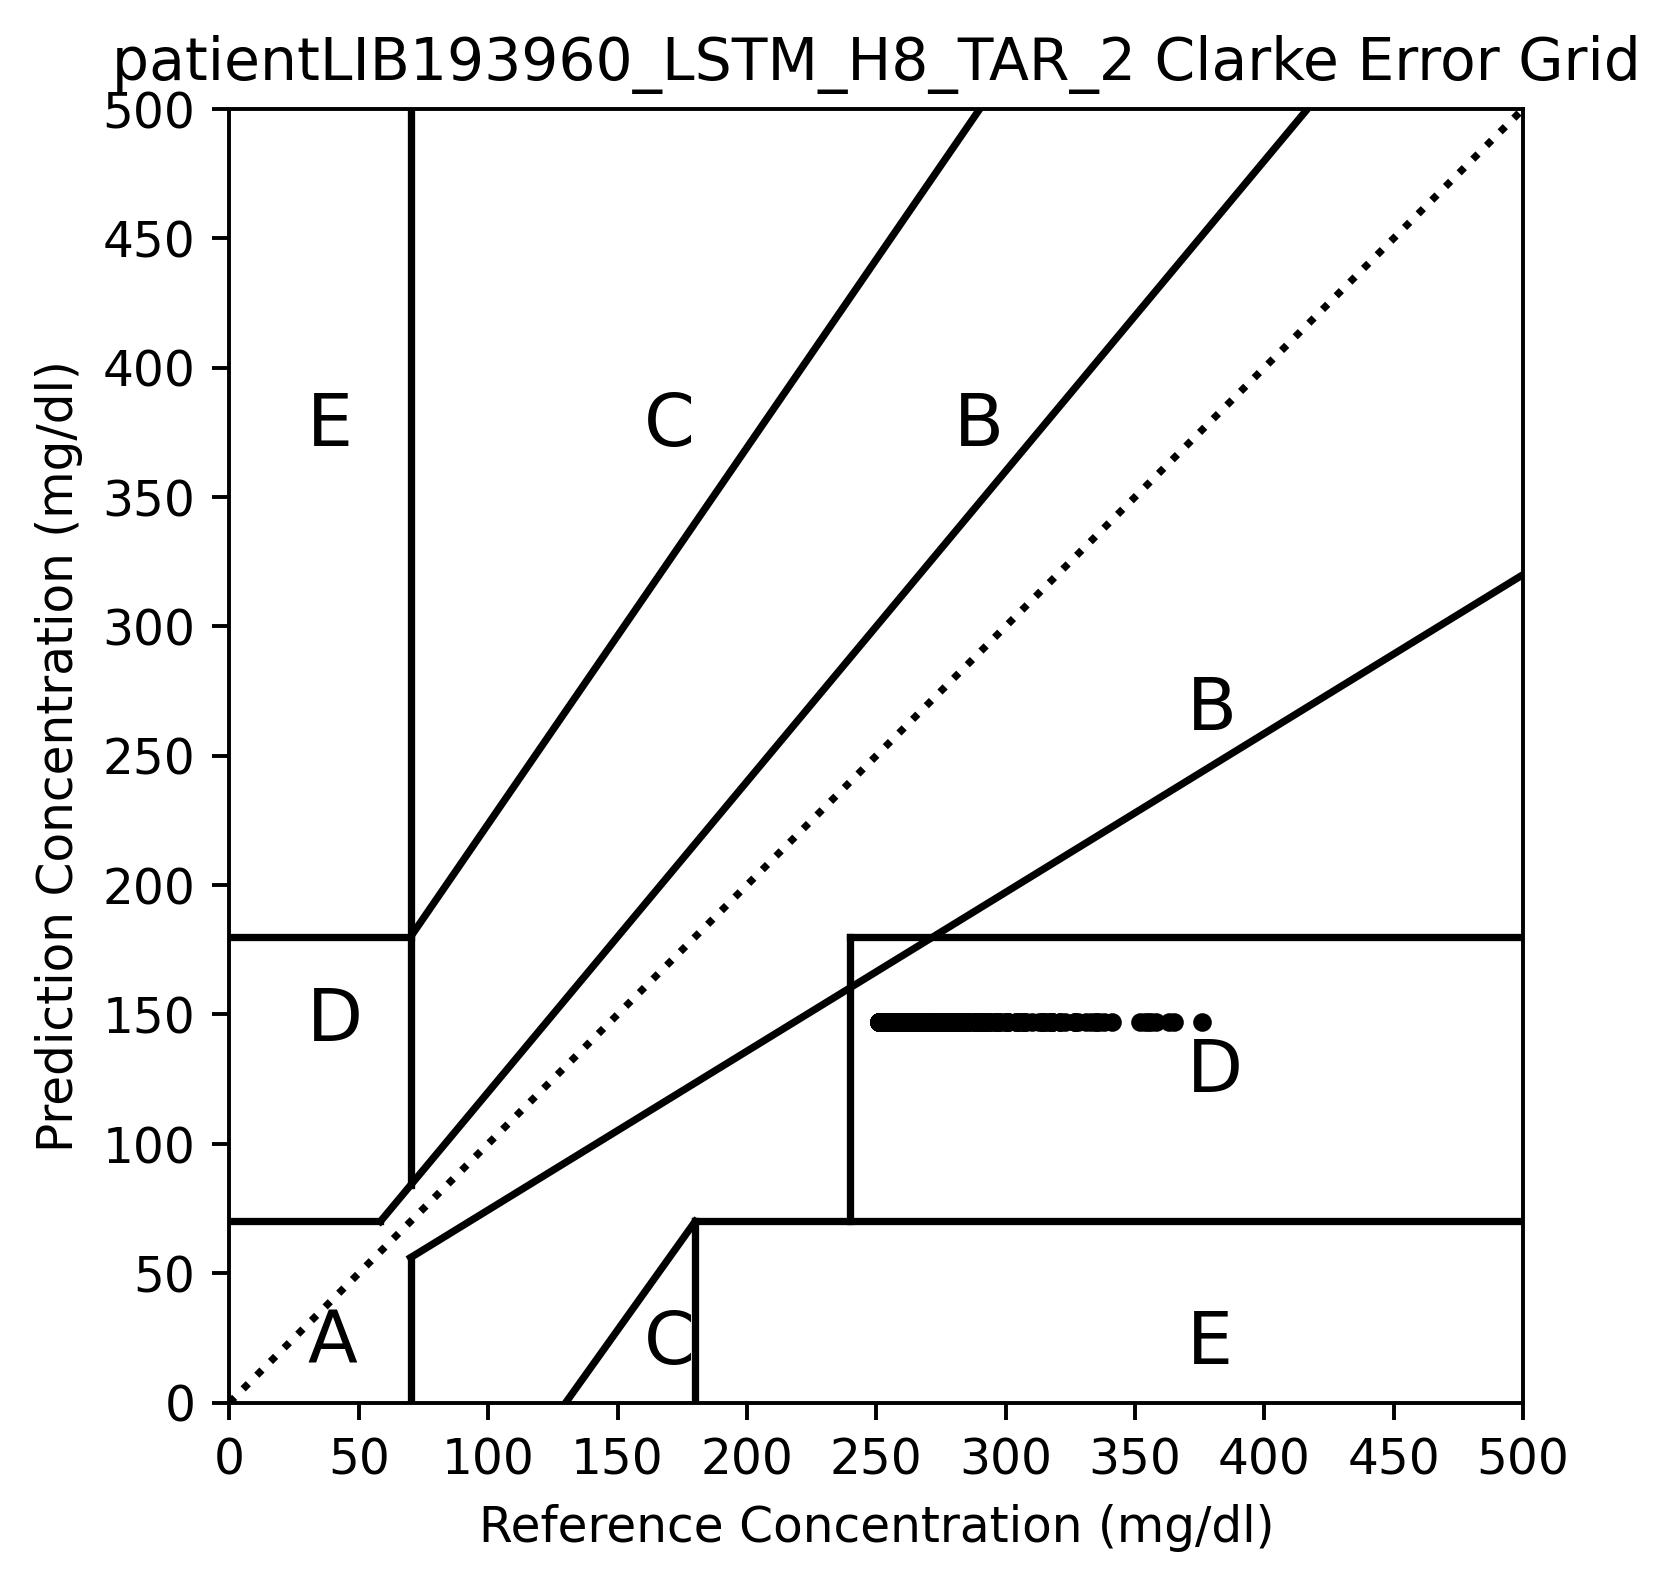 patientLIB193960_LSTM_H8_TAR_2 Clarke Error Grid
500
450
400
350
300
250
200
150
100
50
0
Prediction Concentration (mg/dl)
E
C
B
B
D
D
A
C
E
0 50 100 150 200 250 300 350 400 450 500
Reference Concentration (mg/dl)